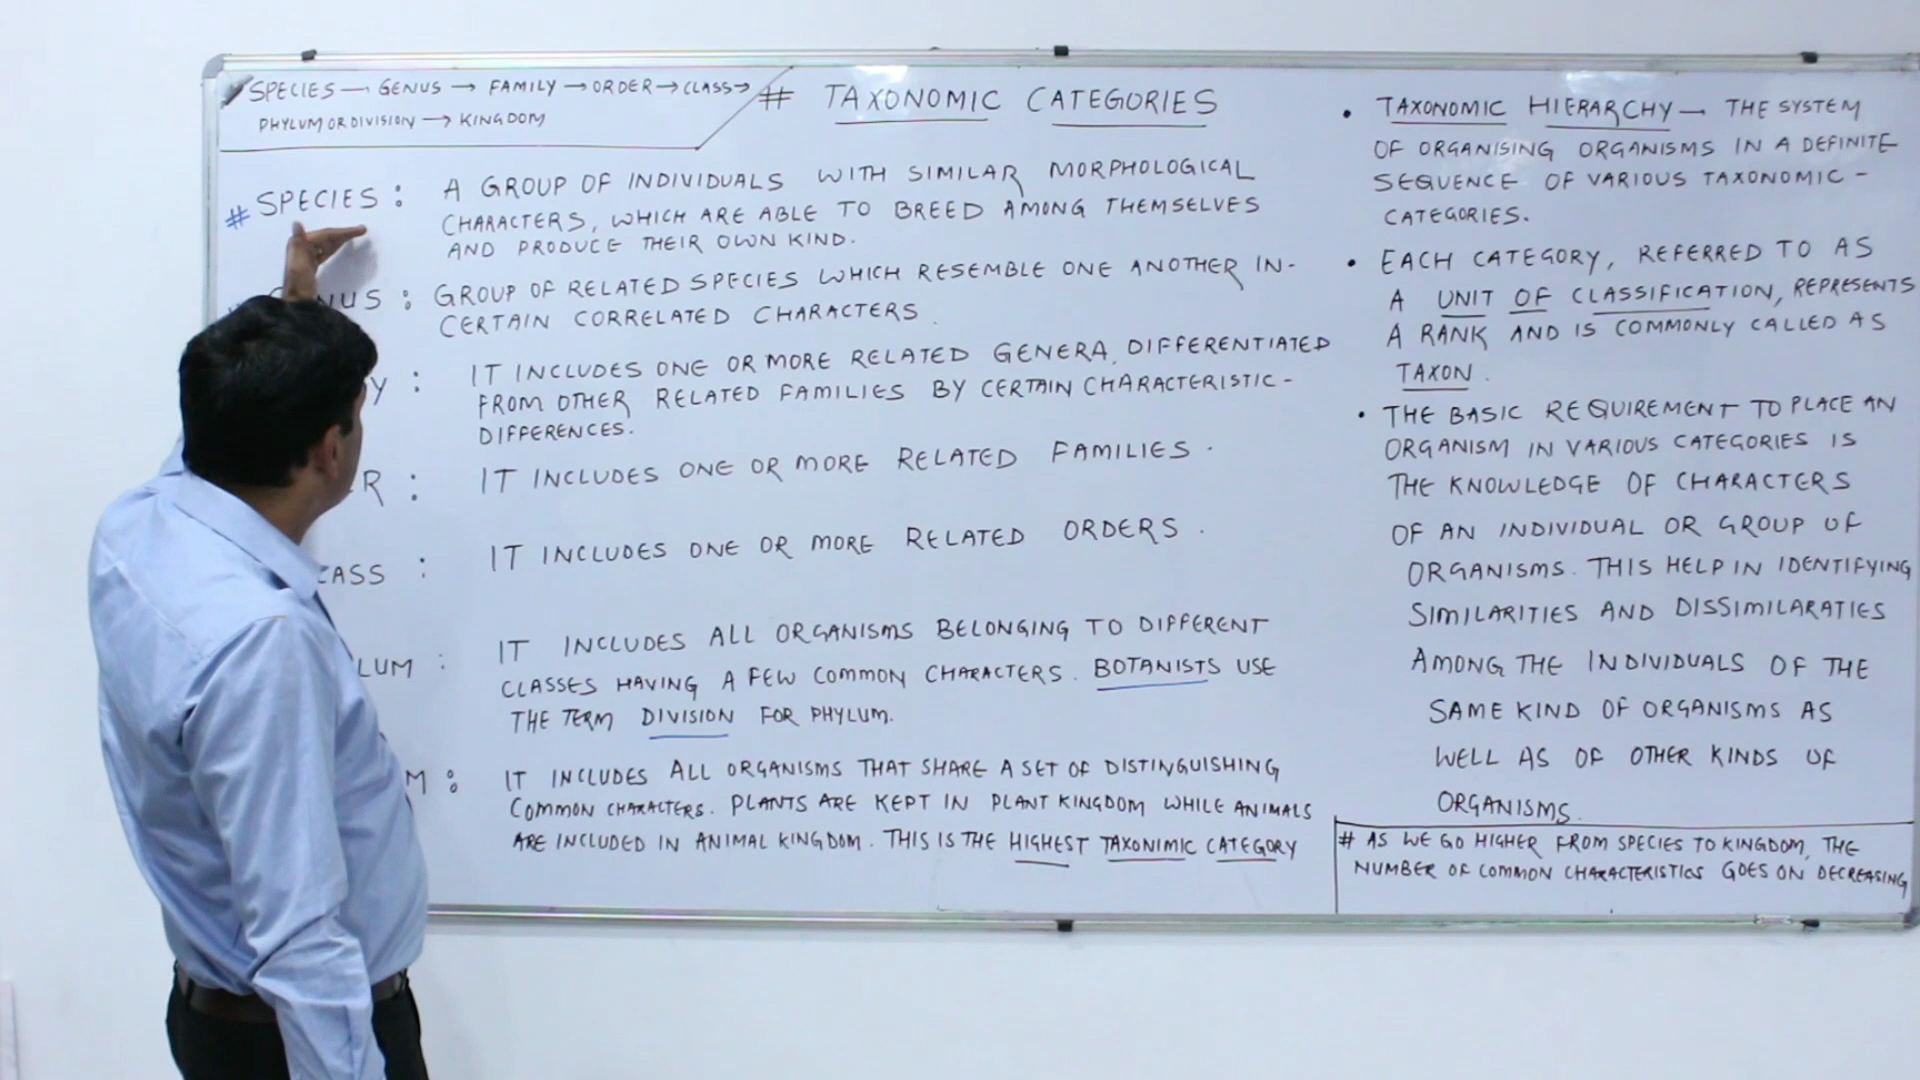 SPECIES → GENUS → FAMILY → ORDER → CLASS →
PHYLUM OR DIVISION → KINGDOM
# TAXONOMIC CATEGORIES
# SPECIES : A GROUP OF INDIVIDUALS WITH SIMILAR MORPHOLOGICAL
CHARACTERS, WHICH ARE ABLE TO BREED AMONG THEMSELVES
AND PRODUCE THEIR OWN KIND.
NUS : GROUP OF RELATED SPECIES WHICH RESEMBLE ONE ANOTHER IN-
CERTAIN CORRELATED CHARACTERS.
Y : IT INCLUDES ONE OR MORE RELATED GENERA, DIFFERENTIATED
FROM OTHER RELATED FAMILIES BY CERTAIN CHARACTERISTIC-
DIFFERENCES.
ER : IT INCLUDES ONE OR MORE RELATED FAMILIES.
ASS : IT INCLUDES ONE OR MORE RELATED ORDERS.
LUM : IT INCLUDES ALL ORGANISMS BELONGING TO DIFFERENT
CLASSES HAVING A FEW COMMON CHARACTERS. BOTANISTS USE
THE TERM DIVISION FOR PHYLUM.
M : IT INCLUDES ALL ORGANISMS THAT SHARE A SET OF DISTINGUISHING
COMMON CHARACTERS. PLANTS ARE KEPT IN PLANT KINGDOM WHILE ANIMALS
ARE INCLUDED IN ANIMAL KINGDOM. THIS IS THE HIGHEST TAXONIMIC CATEGORY
• TAXONOMIC HIERARCHY — THE SYSTEM
OF ORGANISING ORGANISMS IN A DEFINITE
SEQUENCE OF VARIOUS TAXONOMIC-
CATEGORIES.
• EACH CATEGORY, REFERRED TO AS
A UNIT OF CLASSIFICATION, REPRESENTS
A RANK AND IS COMMONLY CALLED AS
TAXON.
• THE BASIC REQUIREMENT TO PLACE AN
ORGANISM IN VARIOUS CATEGORIES IS
THE KNOWLEDGE OF CHARACTERS
OF AN INDIVIDUAL OR GROUP OF
ORGANISMS. THIS HELP IN IDENTIFYING
SIMILARITIES AND DISSIMILARATIES
AMONG THE INDIVIDUALS OF THE
SAME KIND OF ORGANISMS AS
WELL AS OF OTHER KINDS OF
ORGANISMS.
# AS WE GO HIGHER FROM SPECIES TO KINGDOM, THE
NUMBER OF COMMON CHARACTERISTICS GOES ON DECREASING